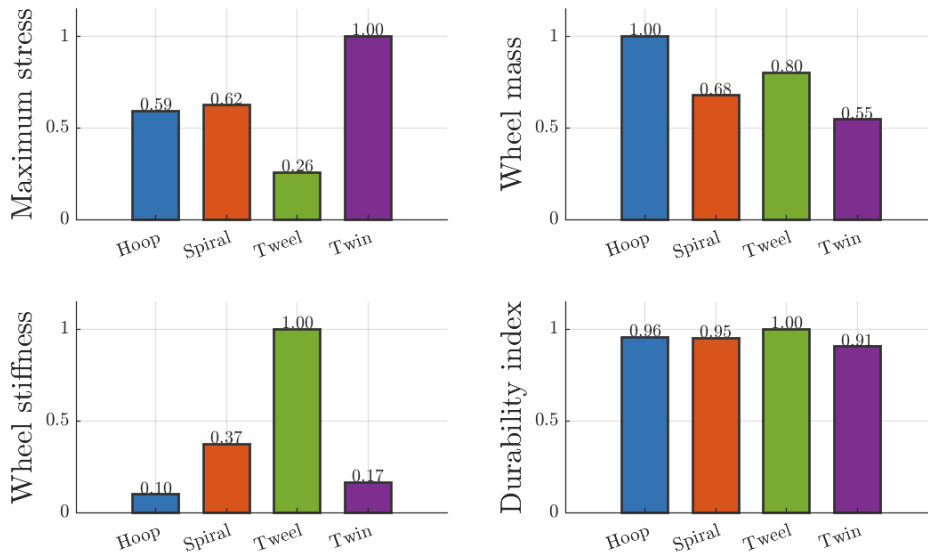 Maximum stress
1
0.5
0
0.59
0.62
0.26
1.00
Hoop
Spiral
Tweel
Twin
Wheel mass
1
0.5
0
1.00
0.68
0.80
0.55
Hoop
Spiral
Tweel
Twin
Wheel stiffness
1
0.5
0
0.10
0.37
1.00
0.17
Hoop
Spiral
Tweel
Twin
Durability index
1
0.5
0
0.96
0.95
1.00
0.91
Hoop
Spiral
Tweel
Twin